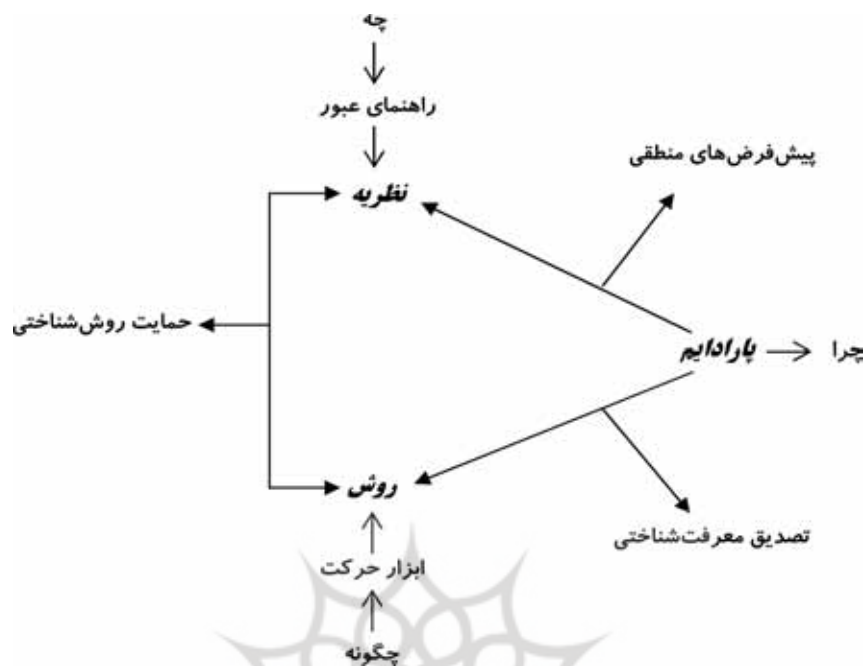 چه
راهنمای عبور
پیش‌فرض‌های منطقی
نظریه
حمایت روش‌شناختی
پارادایم
چرا
روش
تصدیق معرفت‌شناختی
ابزار حرکت
چگونه